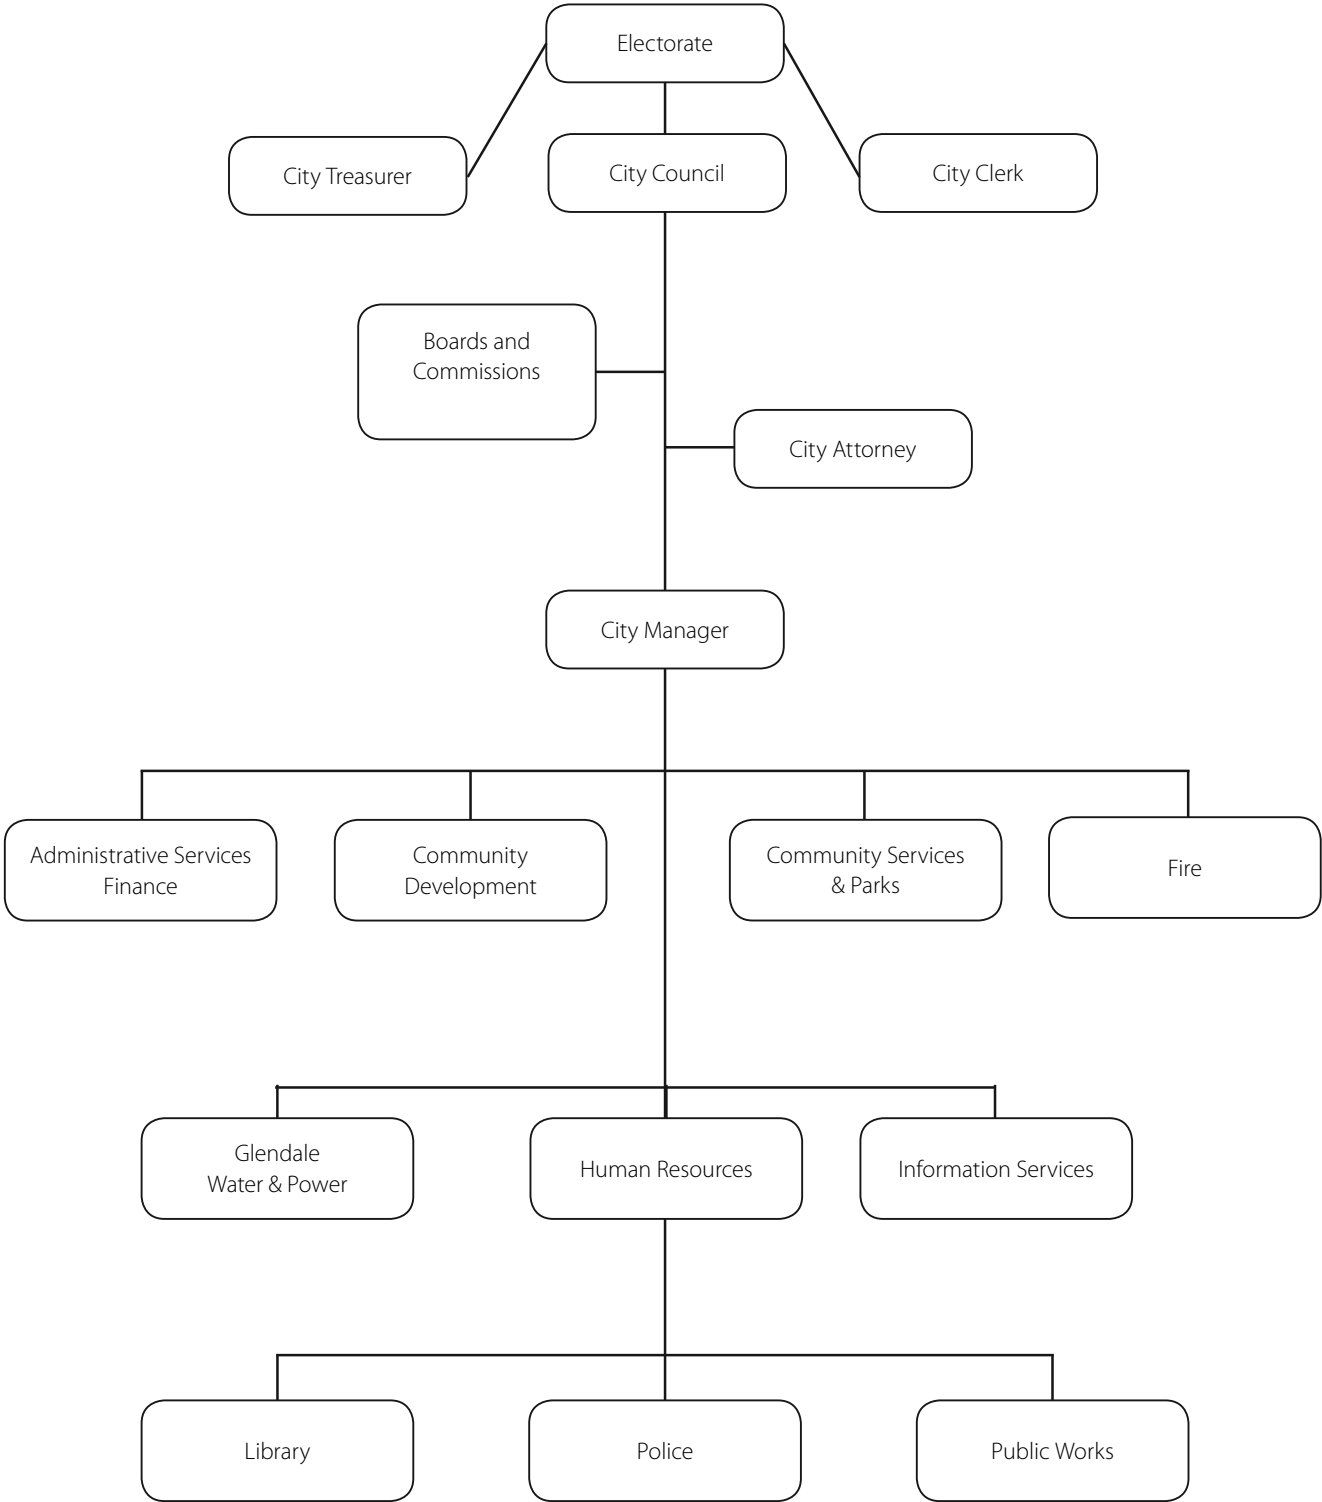 Electorate
City Treasurer
City Council
City Clerk
Boards and
Commissions
City Attorney
City Manager
Administrative Services
Finance
Community
Development
Community Services
& Parks
Fire
Glendale
Water & Power
Human Resources
Information Services
Library
Police
Public Works